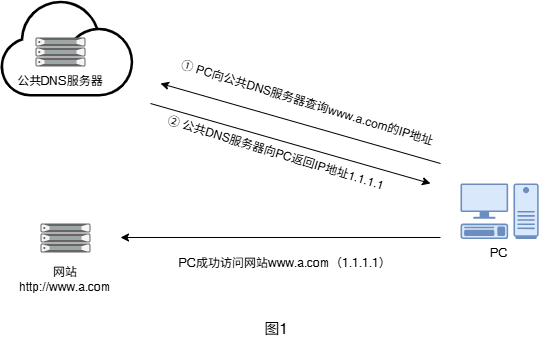 公共DNS服务器
① PC向公共DNS服务器查询www.a.com的IP地址
② 公共DNS服务器向PC返回IP地址1.1.1.1
PC
PC成功访问网站www.a.com（1.1.1.1）
网站
http://www.a.com
图1